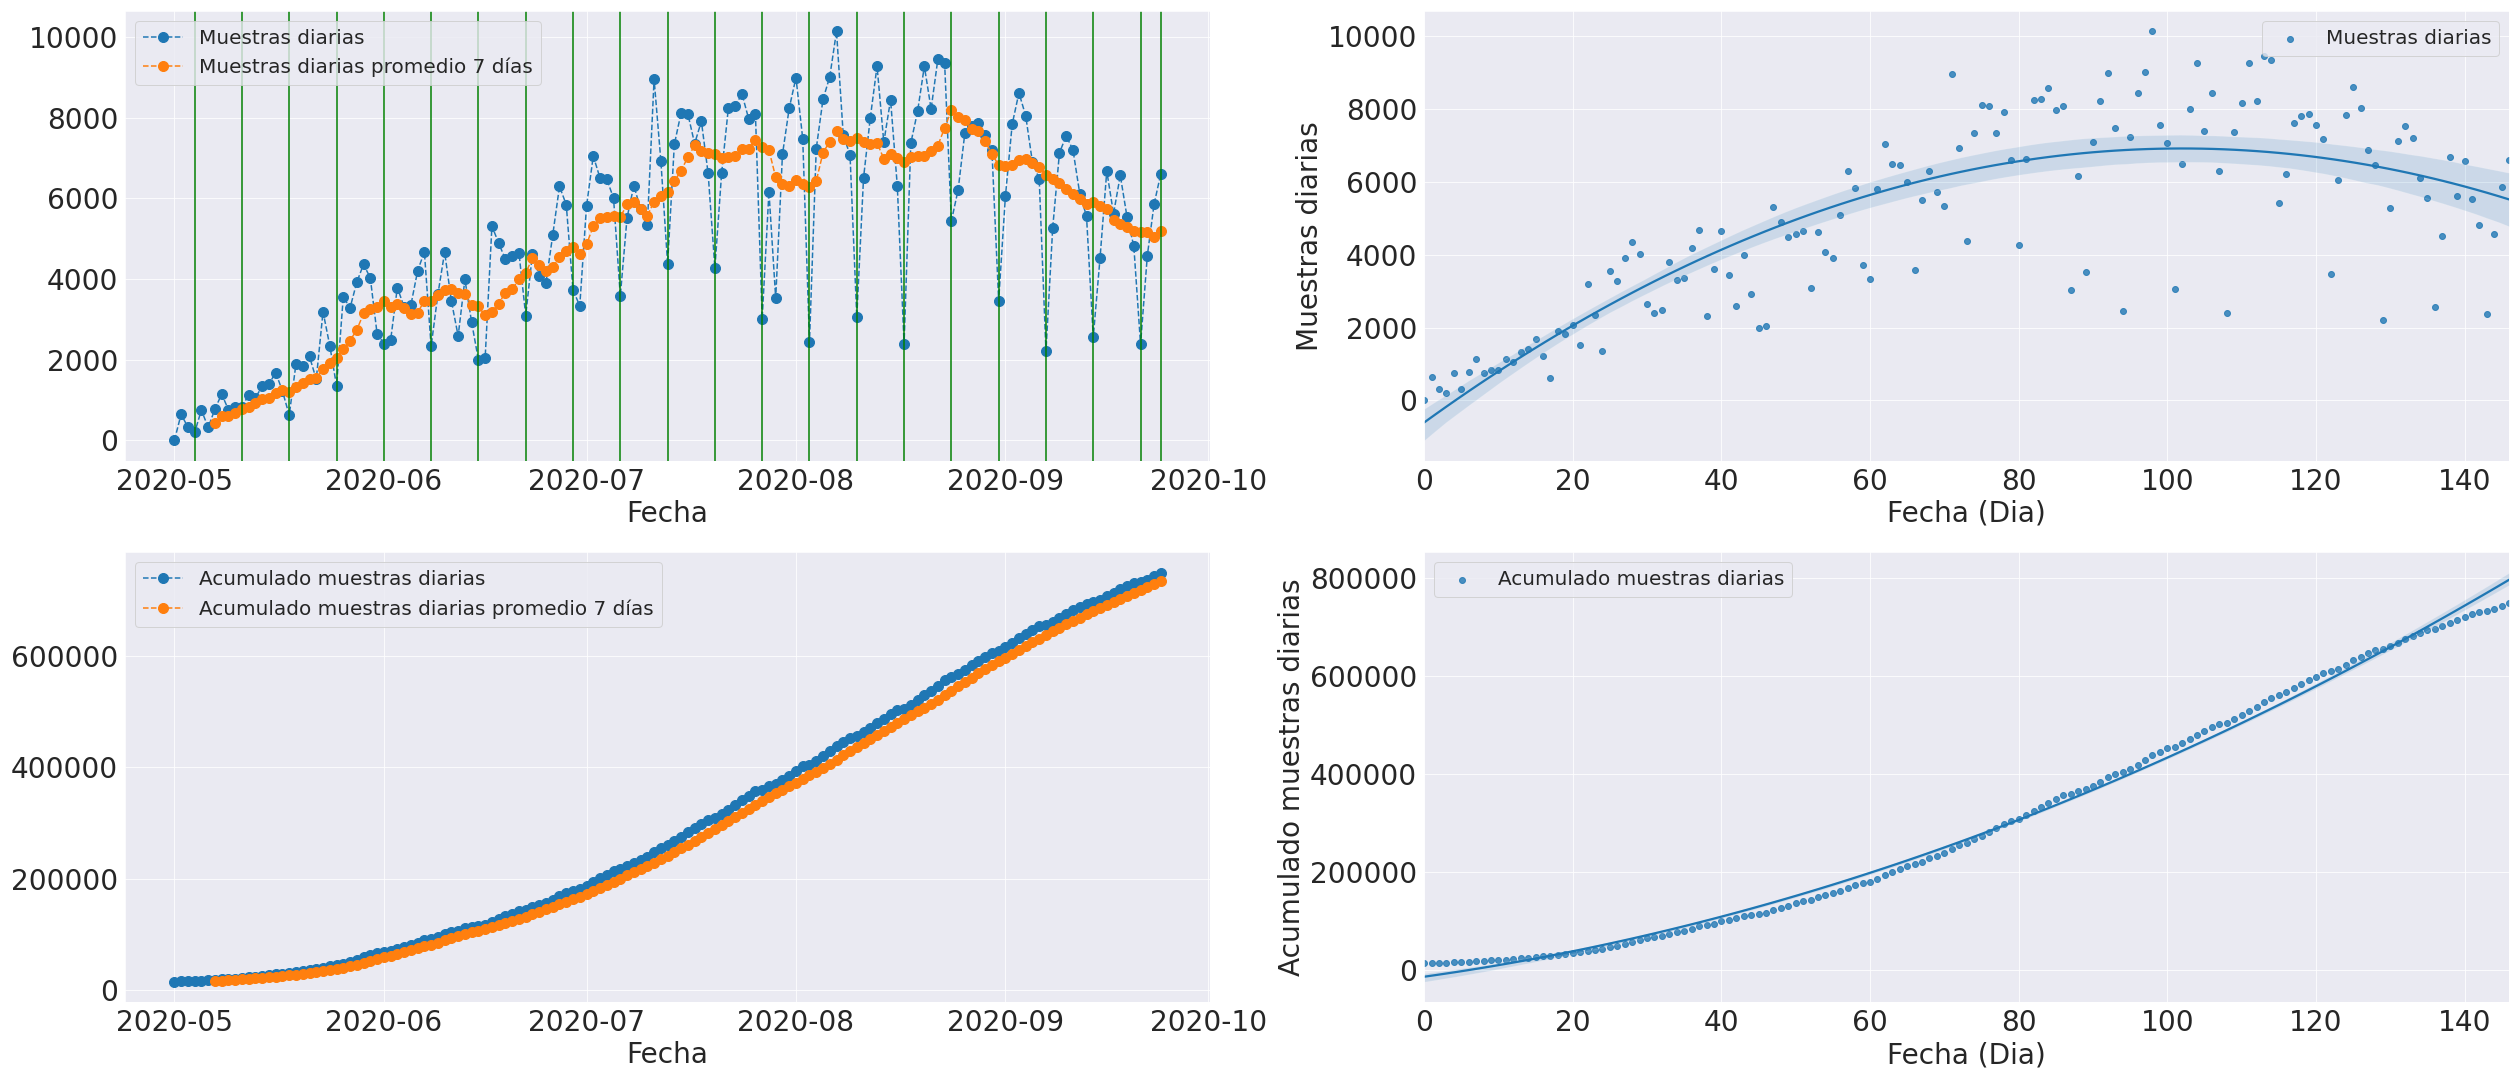 Muestras diarias
Muestras diarias promedio 7 días
10000
8000
6000
4000
2000
0
2020-05 2020-06 2020-07 2020-08 2020-09 2020-10
Fecha
Muestras diarias
Muestras diarias
10000
8000
6000
4000
2000
0
0 20 40 60 80 100 120 140
Fecha (Dia)
Acumulado muestras diarias
Acumulado muestras diarias promedio 7 días
600000
400000
200000
0
2020-05 2020-06 2020-07 2020-08 2020-09 2020-10
Fecha
Acumulado muestras diarias
Acumulado muestras diarias
800000
600000
400000
200000
0
0 20 40 60 80 100 120 140
Fecha (Dia)